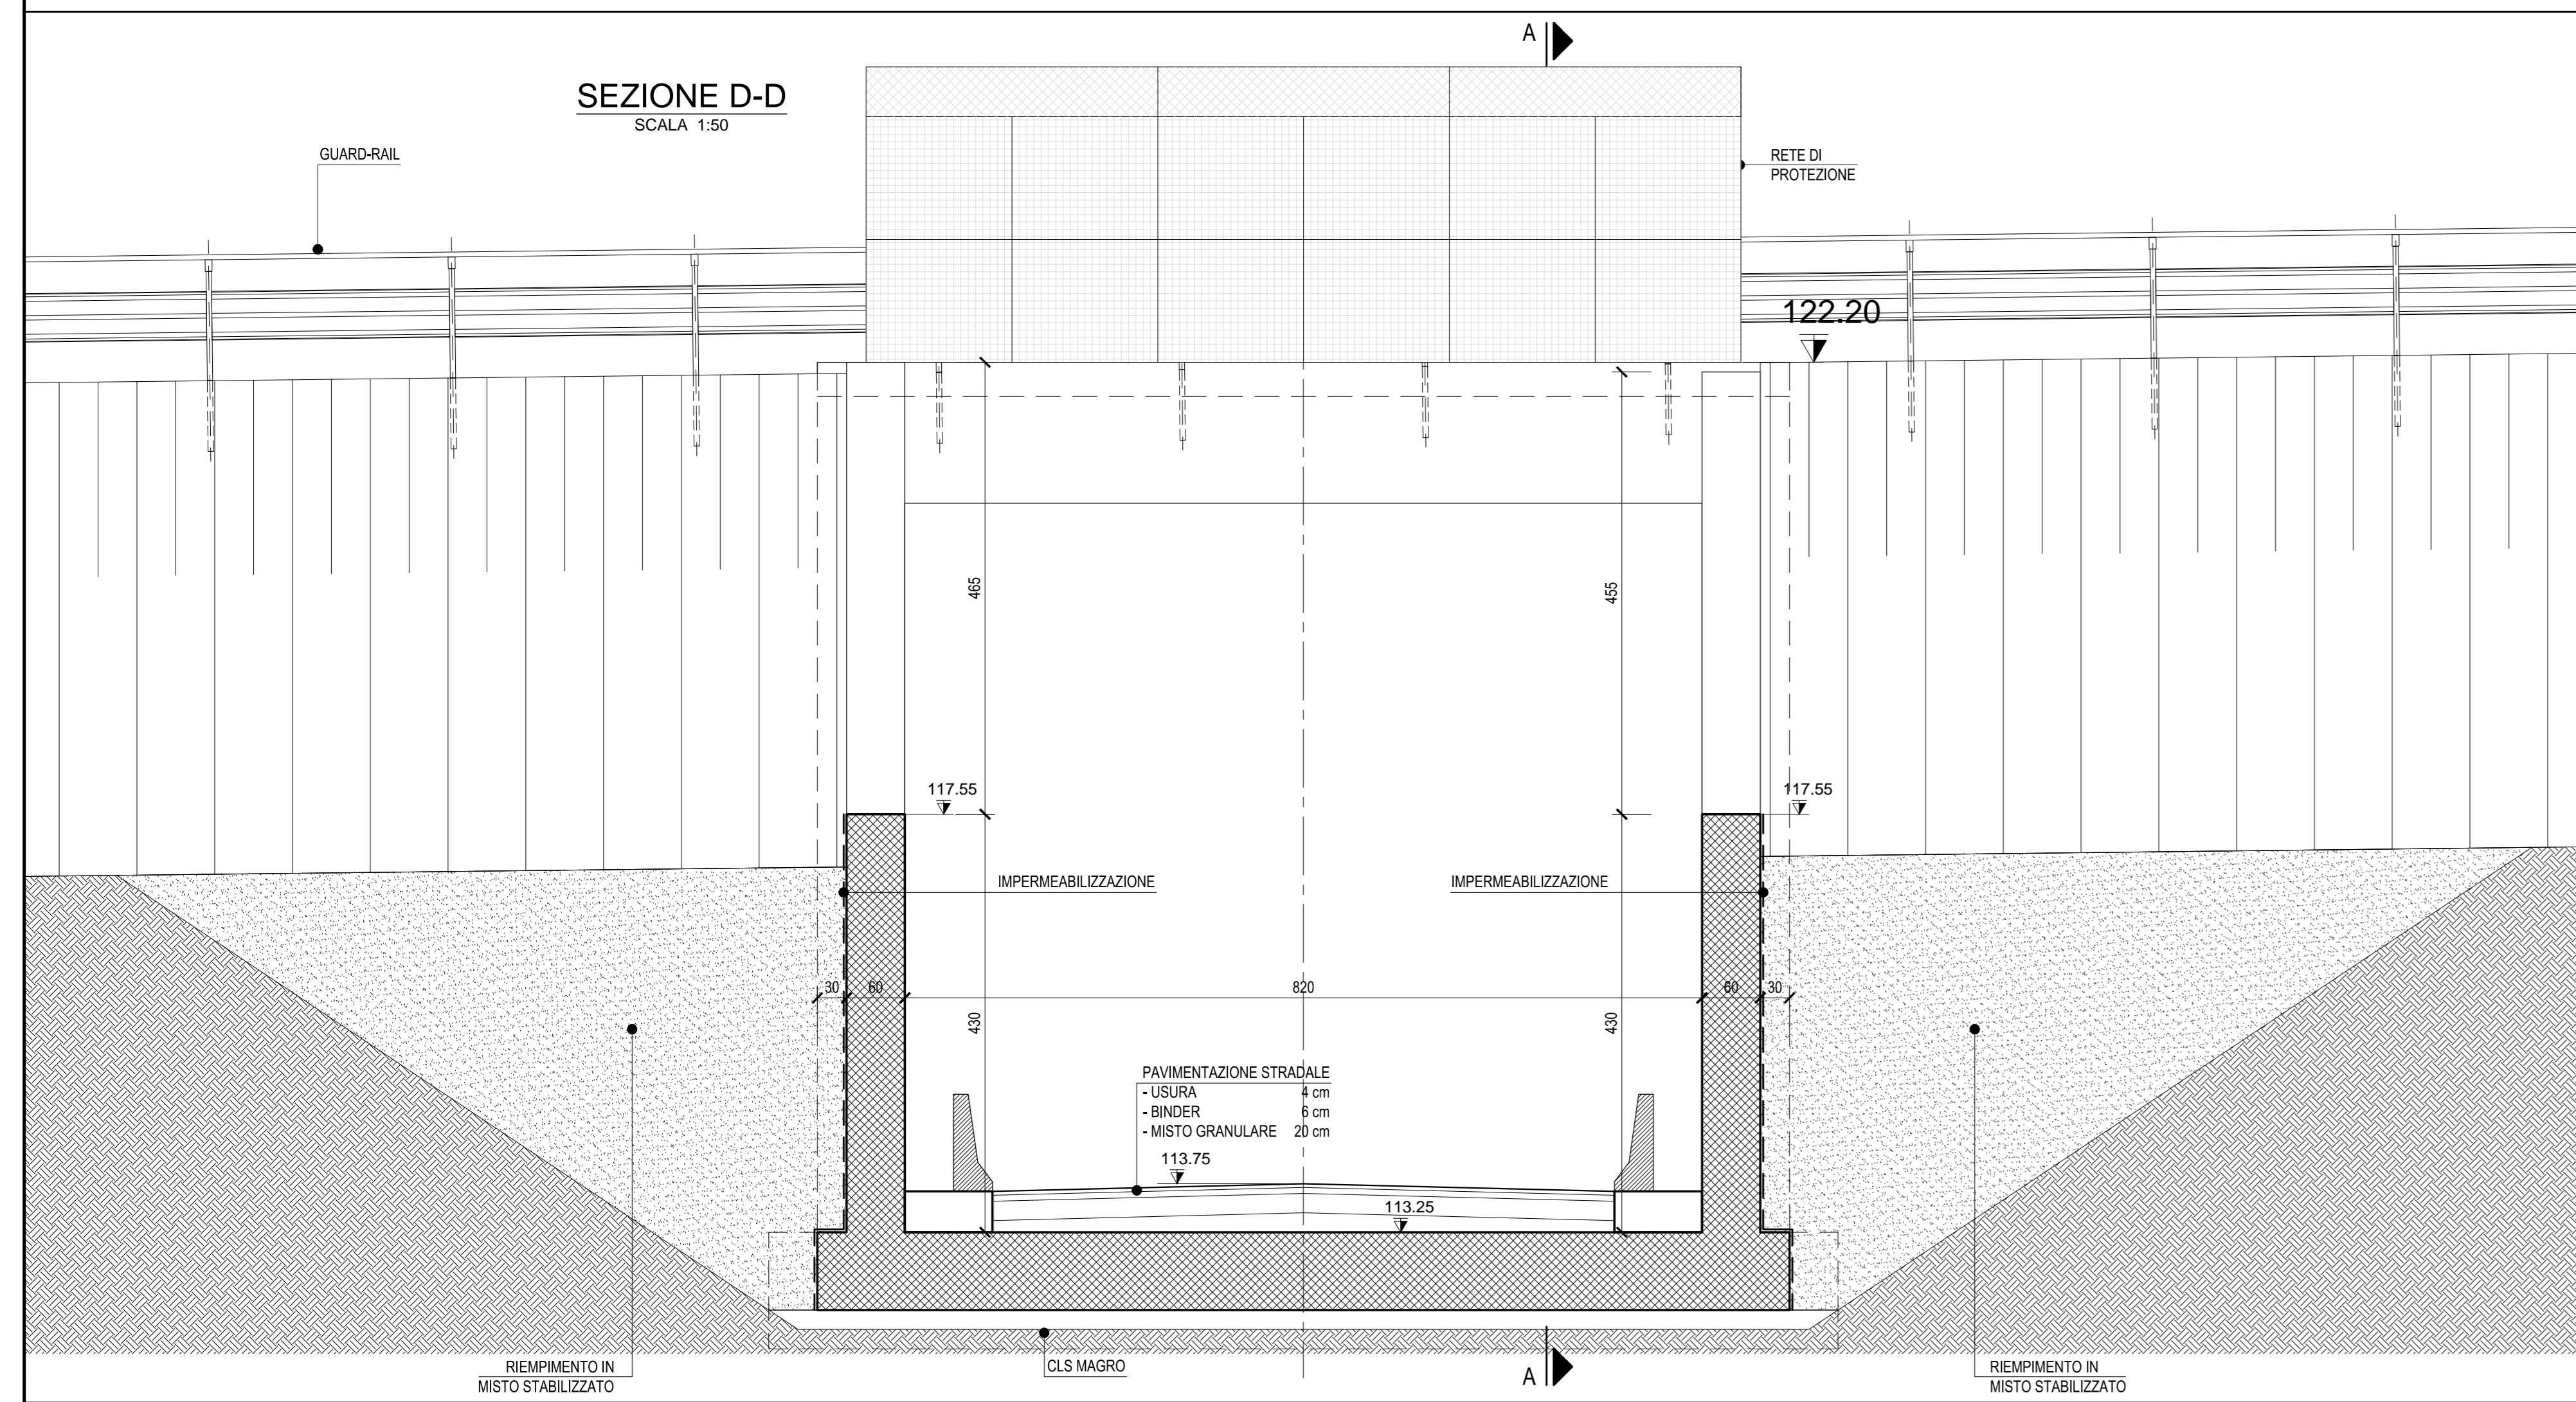 A
SEZIONE D-D
SCALA 1:50
GUARD-RAIL
RETE DI
PROTEZIONE
122.20
465
455
117.55
117.55
IMPERMEABILIZZAZIONE
IMPERMEABILIZZAZIONE
30 60 820 60 30
430
430
PAVIMENTAZIONE STRADALE
- USURA 4 cm
- BINDER 6 cm
- MISTO GRANULARE 20 cm
113.75
113.25
RIEMPIMENTO IN
MISTO STABILIZZATO
CLS MAGRO
A
RIEMPIMENTO IN
MISTO STABILIZZATO